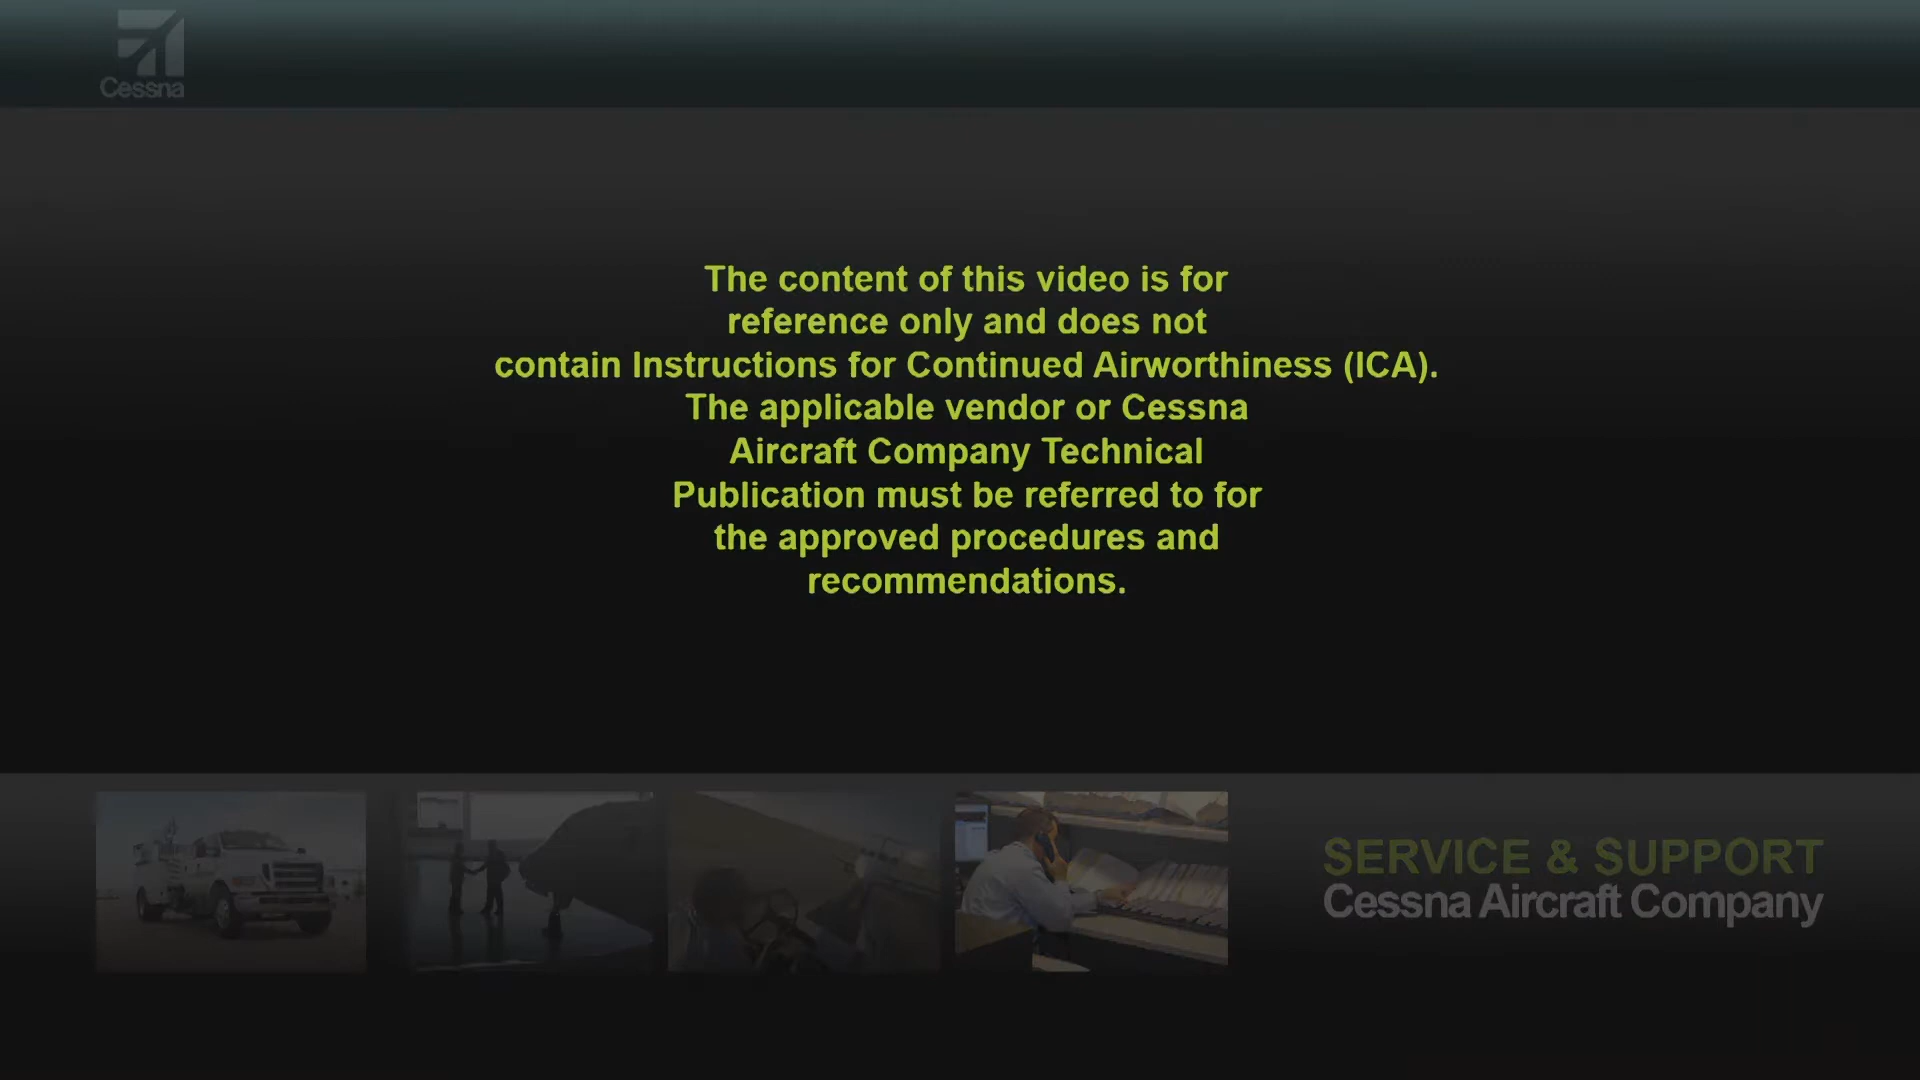 Cessna
The content of this video is for
reference only and does not
contain Instructions for Continued Airworthiness (ICA).
The applicable vendor or Cessna
Aircraft Company Technical
Publication must be referred to for
the approved procedures and
recommendations.
SERVICE & SUPPORT
Cessna Aircraft Company